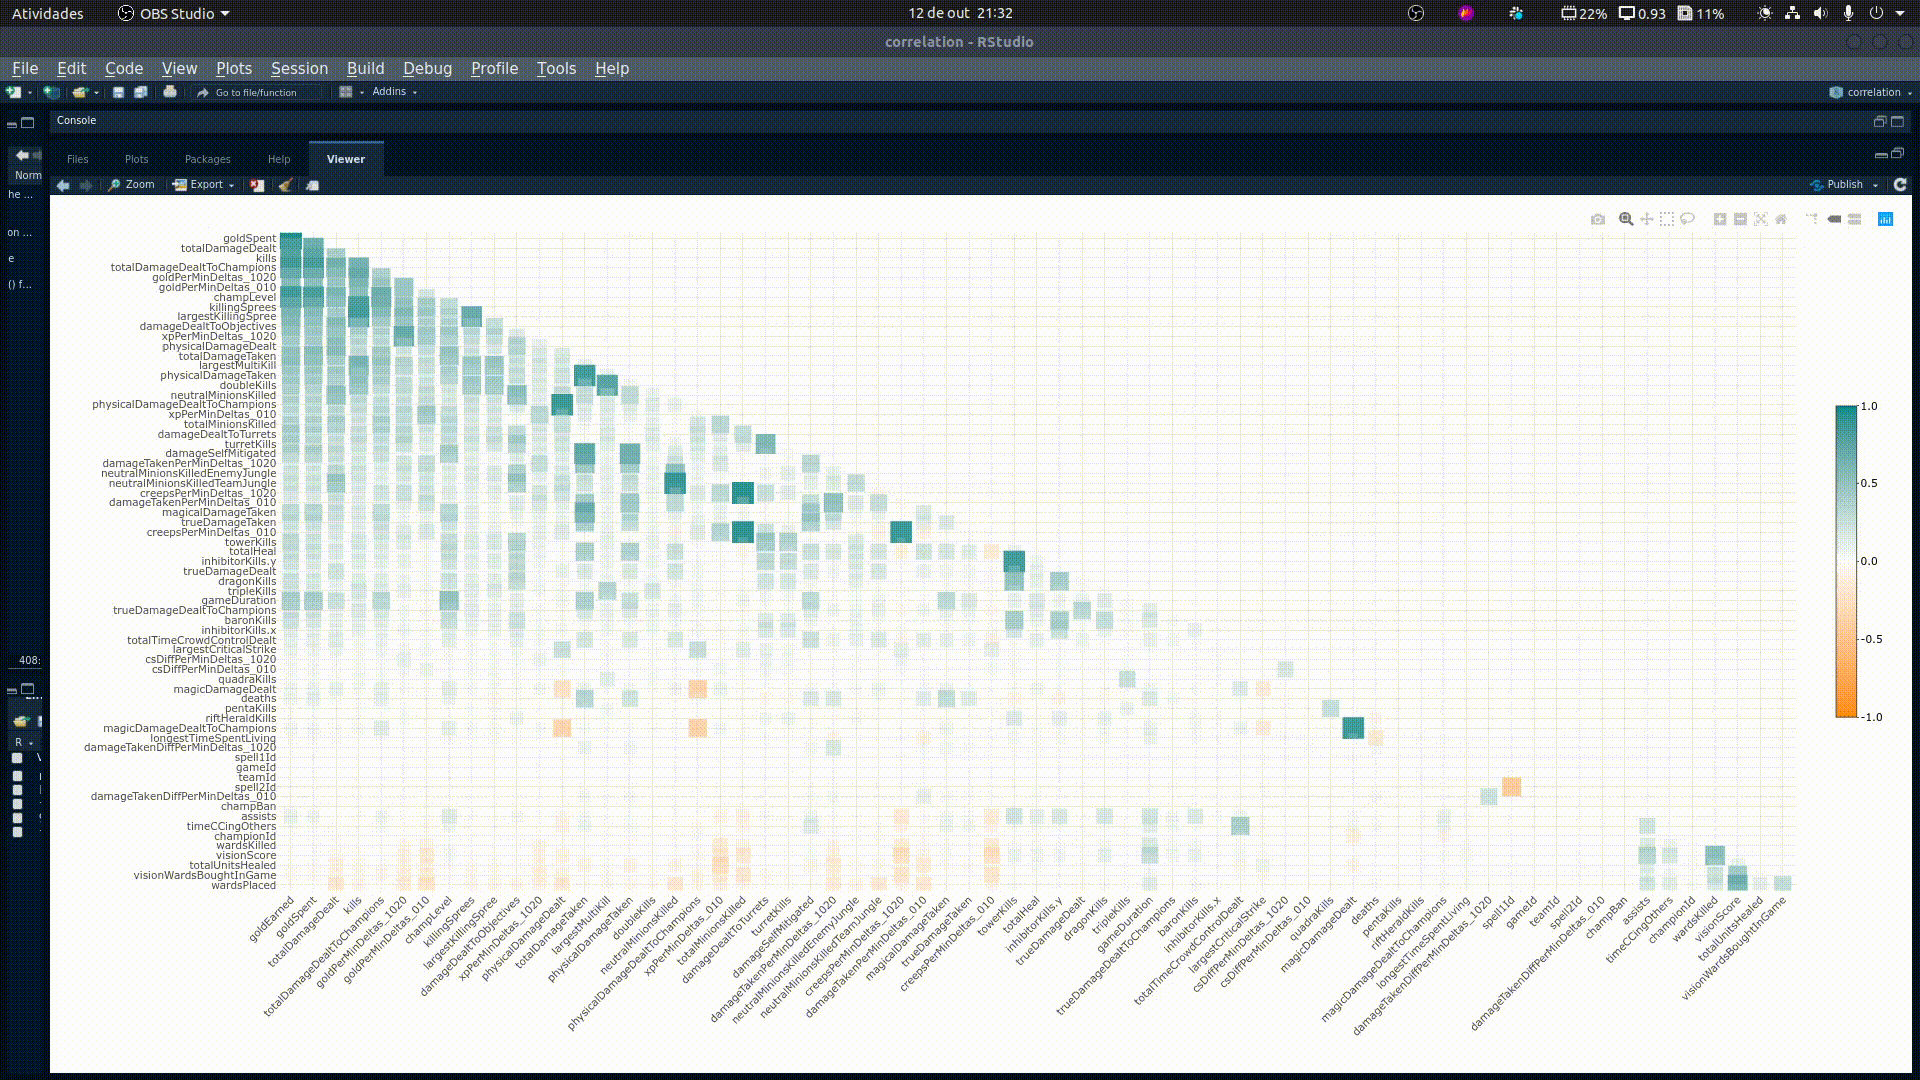 Atividades
OBS Studio
12 de out 21:32
22%
0.93
11%
correlation - RStudio
File Edit Code View Plots Session Build Debug Profile Tools Help
Go to file/function
Addins
correlation
Console
Files Plots Packages Help Viewer
Zoom
Export
Publish
Norm
he ...
on ...
e
() f...
408:
R
goldSpent
totalDamageDealt
kills
totalDamageDealtToChampions
goldPerMinDeltas_1020
goldPerMinDeltas_010
champLevel
killingSprees
largestKillingSpree
damageDealtToObjectives
xpPerMinDeltas_1020
physicalDamageDealt
totalDamageTaken
largestMultiKill
physicalDamageTaken
doubleKills
neutralMinionsKilled
physicalDamageDealtToChampions
xpPerMinDeltas_010
totalMinionsKilled
damageDealtToTurrets
turretKills
damageSelfMitigated
damageTakenPerMinDeltas_1020
neutralMinionsKilledEnemyJungle
neutralMinionsKilledTeamJungle
creepsPerMinDeltas_1020
damageTakenPerMinDeltas_010
magicalDamageTaken
trueDamageTaken
creepsPerMinDeltas_010
towerKills
totalHeal
inhibitorKills.y
trueDamageDealt
dragonKills
tripleKills
gameDuration
trueDamageDealtToChampions
baronKills
inhibitorKills.x
totalTimeCrowdControlDealt
largestCriticalStrike
csDiffPerMinDeltas_1020
csDiffPerMinDeltas_010
quadraKills
magicDamageDealt
deaths
pentaKills
riftHeraldKills
magicDamageDealtToChampions
longestTimeSpentLiving
damageTakenDiffPerMinDeltas_1020
spell1Id
gameId
teamId
spell2Id
damageTakenDiffPerMinDeltas_010
champBan
assists
timeCCingOthers
championId
wardsKilled
visionScore
totalUnitsHealed
visionWardsBoughtInGame
wardsPlaced
goldEarned
goldSpent
totalDamageDealt
kills
totalDamageDealtToChampions
goldPerMinDeltas_1020
goldPerMinDeltas_010
champLevel
killingSprees
largestKillingSpree
damageDealtToObjectives
xpPerMinDeltas_1020
physicalDamageDealt
totalDamageTaken
largestMultiKill
physicalDamageTaken
doubleKills
neutralMinionsKilled
physicalDamageDealtToChampions
xpPerMinDeltas_010
totalMinionsKilled
damageDealtToTurrets
turretKills
damageSelfMitigated
damageTakenPerMinDeltas_1020
neutralMinionsKilledEnemyJungle
neutralMinionsKilledTeamJungle
creepsPerMinDeltas_1020
damageTakenPerMinDeltas_010
magicalDamageTaken
trueDamageTaken
creepsPerMinDeltas_010
towerKills
totalHeal
inhibitorKills.y
trueDamageDealt
dragonKills
tripleKills
gameDuration
trueDamageDealtToChampions
baronKills
inhibitorKills.x
totalTimeCrowdControlDealt
largestCriticalStrike
csDiffPerMinDeltas_1020
csDiffPerMinDeltas_010
quadraKills
magicDamageDealt
deaths
pentaKills
riftHeraldKills
magicDamageDealtToChampions
longestTimeSpentLiving
damageTakenDiffPerMinDeltas_1020
spell1Id
gameId
teamId
spell2Id
damageTakenDiffPerMinDeltas_010
champBan
assists
timeCCingOthers
championId
wardsKilled
visionScore
totalUnitsHealed
visionWardsBoughtInGame
1.0
0.5
0.0
-0.5
-1.0